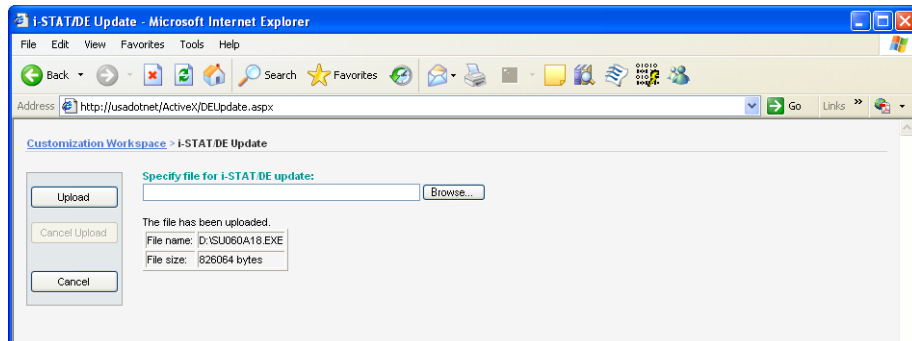 i-STAT/DE Update - Microsoft Internet Explorer
File Edit View Favorites Tools Help
Back Search Favorites
Address http://usadotnet/ActiveX/DEUpdate.aspx Go Links »
Customization Workspace > i-STAT/DE Update
Specify file for i-STAT/DE update:
Upload Browse...
The file has been uploaded.
Cancel Upload File name: D:\SU060A18.EXE
File size: 826064 bytes
Cancel